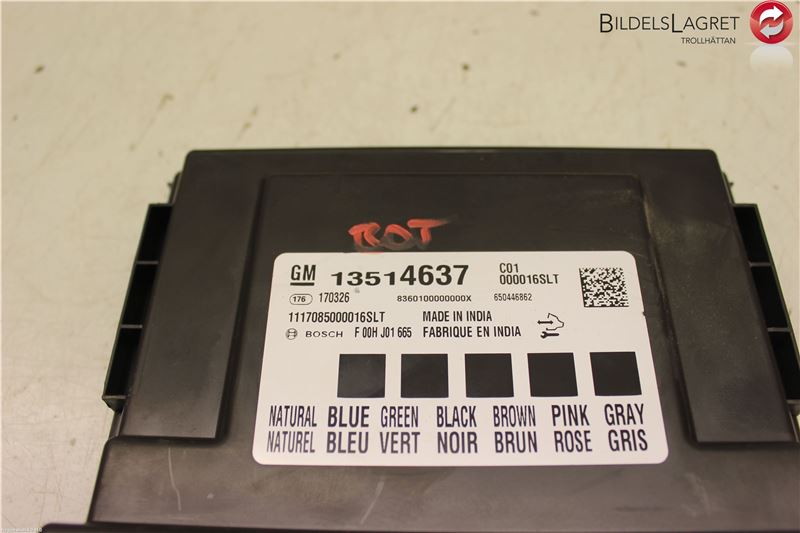 BILDELSLAGRET
TROLLHÄTTAN
BOT
GM 13514637 C01
000016SLT
176 170326 8360100000000X 650446862
1117085000016SLT MADE IN INDIA
BOSCH F 00H J01 665 FABRIQUE EN INDIA
NATURAL BLUE GREEN BLACK BROWN PINK GRAY
NATUREL BLEU VERT NOIR BRUN ROSE GRIS